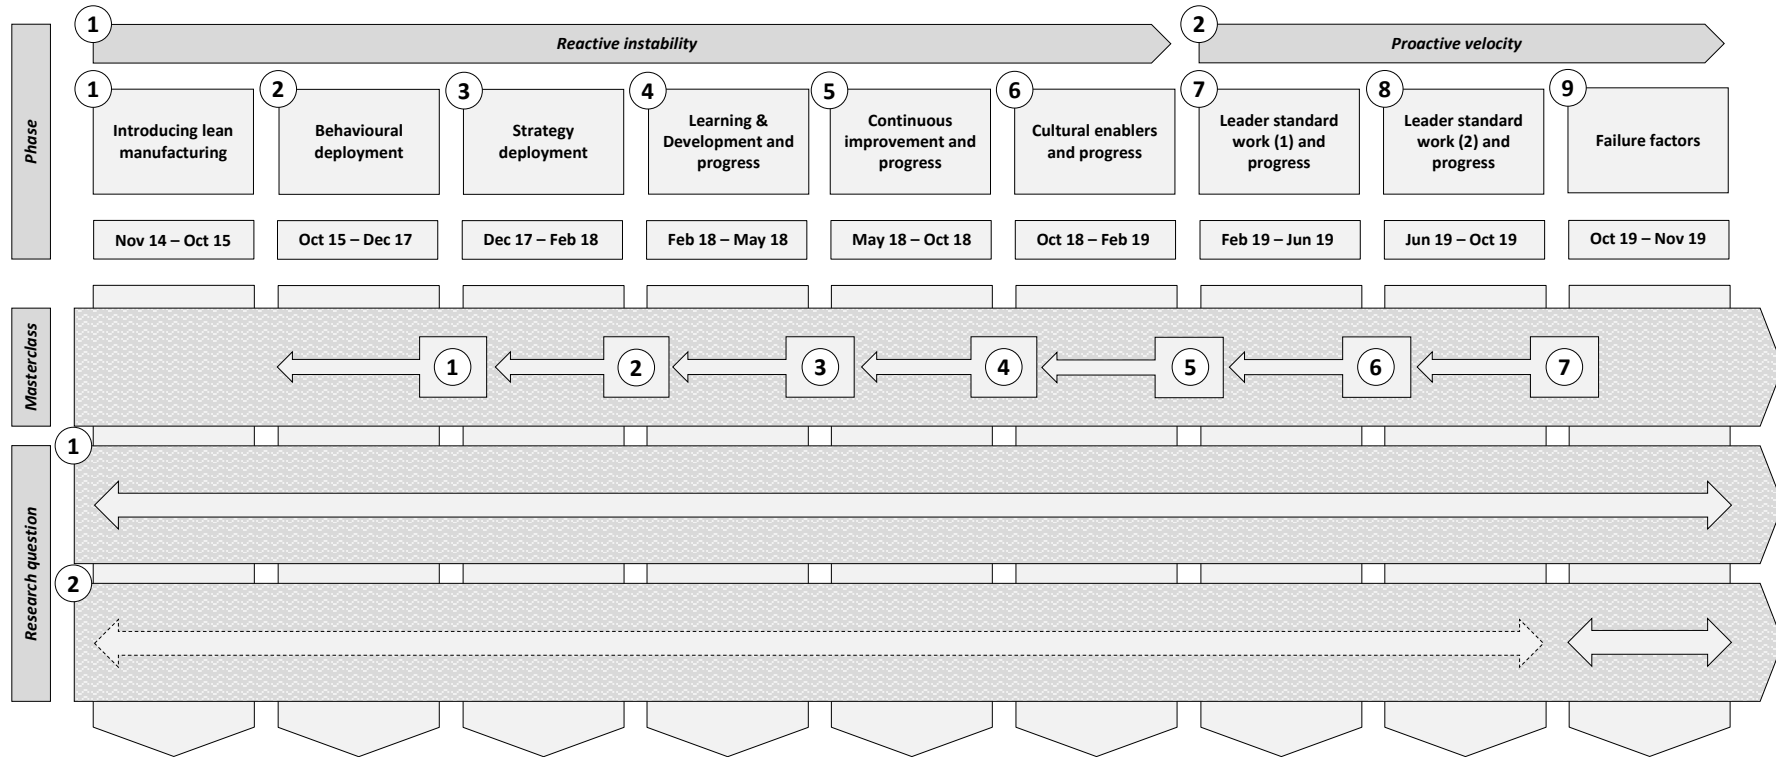 1
Reactive instability
2
Proactive velocity
Phase
1
Introducing lean
manufacturing
2
Behavioural
deployment
3
Strategy
deployment
4
Learning &
Development and
progress
5
Continuous
improvement and
progress
6
Cultural enablers
and progress
7
Leader standard
work (1) and
progress
8
Leader standard
work (2) and
progress
9
Failure factors
Nov 14 – Oct 15
Oct 15 – Dec 17
Dec 17 – Feb 18
Feb 18 – May 18
May 18 – Oct 18
Oct 18 – Feb 19
Feb 19 – Jun 19
Jun 19 – Oct 19
Oct 19 – Nov 19
Masterclass
1
2
3
4
5
6
7
Research question
1
2